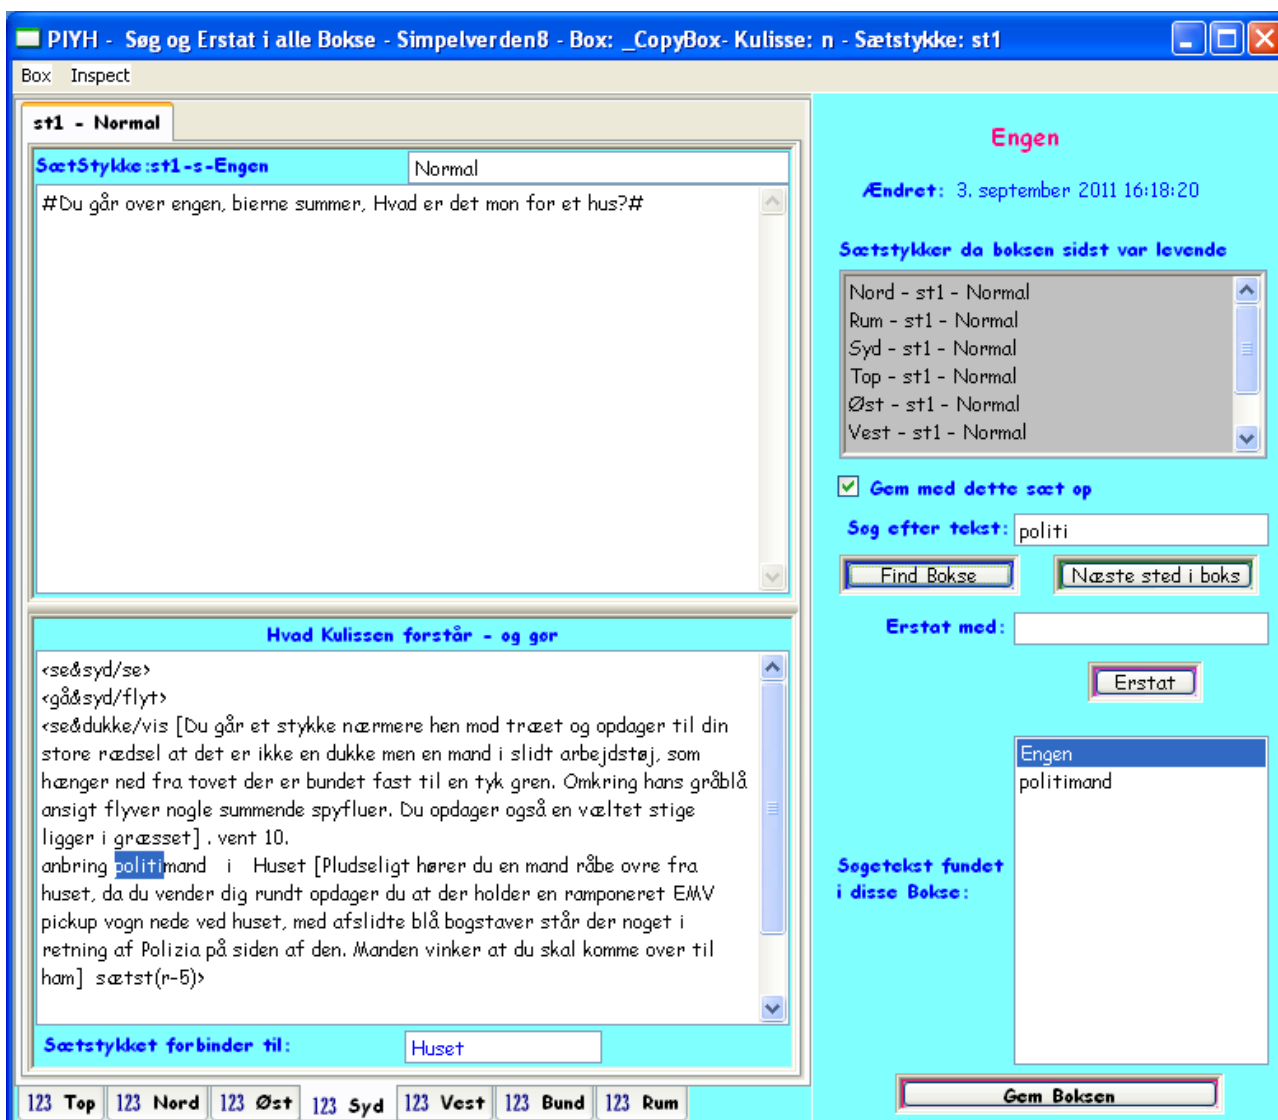 PIYH - Søg og Erstat i alle Bokse - Simpelverden8 - Box: _CopyBox- Kulisse: n - Sætstykke: st1
Box Inspect
st1 - Normal
SætStykke:st1-s-Engen
Normal
#Du går over engen, bierne summer, Hvad er det mon for et hus?#
Hvad Kulissen forstår - og gør
<se&syd/se>
<gå&syd/flyt>
<se&dukke/vis [Du går et stykke nærmere hen mod træet og opdager til din
store rædsel at det er ikke en dukke men en mand i slidt arbejdstøj, som
hænger ned fra tovet der er bundet fast til en tyk gren. Omkring hans gråblå
ansigt flyver nogle summende spyfluer. Du opdager også en væltet stige
ligger i græsset] . vent 10.
anbring politimand i Huset [Pludseligt hører du en mand råbe ovre fra
huset, da du vender dig rundt opdager du at der holder en ramponeret EMV
pickup vogn nede ved huset, med afslidte blå bogstaver står der noget i
retning af Polizia på siden af den. Manden vinker at du skal komme over til
ham] sætst(r-5)>
Sætstykket forbinder til:
Huset
123 Top 123 Nord 123 Øst 123 Syd 123 Vest 123 Bund 123 Rum
Engen
Ændret: 3. september 2011 16:18:20
Sætstykker da boksen sidst var levende
Nord - st1 - Normal
Rum - st1 - Normal
Syd - st1 - Normal
Top - st1 - Normal
Øst - st1 - Normal
Vest - st1 - Normal
Gem med dette sæt op
Søg efter tekst: politi
Find Bokse Næste sted i boks
Erstat med:
Erstat
Søgetekst fundet
i disse Bokse:
Engen
politimand
Gem Boksen